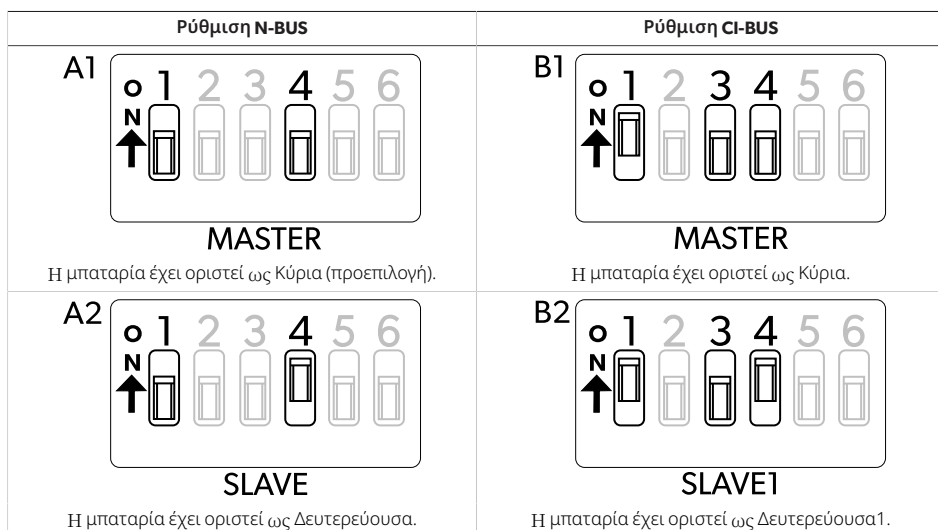 Ρύθμιση N-BUS
Ρύθμιση CI-BUS
A1
O N 1 2 3 4 5 6
MASTER
Η μπαταρία έχει οριστεί ως Κύρια (προεπιλογή).
B1
O N 1 2 3 4 5 6
MASTER
Η μπαταρία έχει οριστεί ως Κύρια.
A2
O N 1 2 3 4 5 6
SLAVE
Η μπαταρία έχει οριστεί ως Δευτερεύουσα.
B2
O N 1 2 3 4 5 6
SLAVE1
Η μπαταρία έχει οριστεί ως Δευτερεύουσα1.